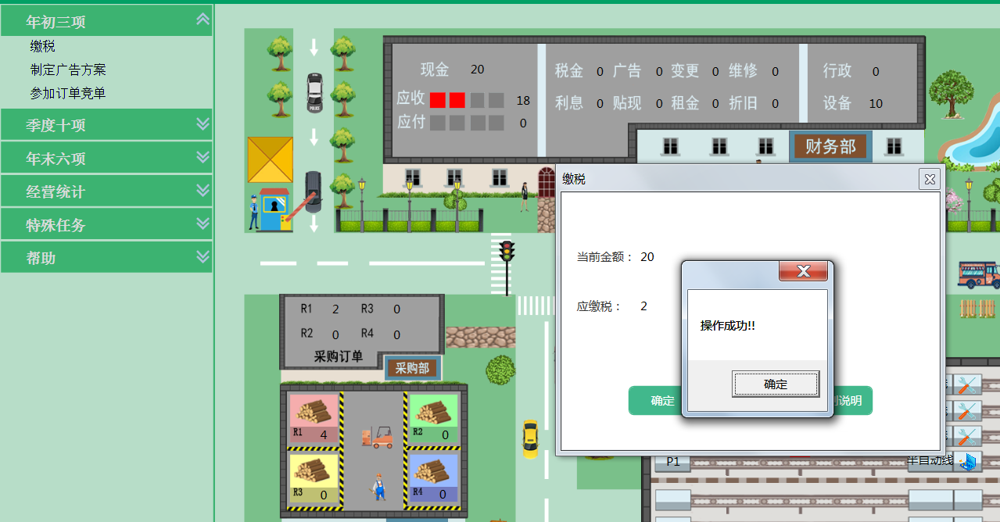 年初三项
缴税
制定广告方案
参加订单竞单
季度十项
年末六项
经营统计
特殊任务
帮助
现金 20
应收 18
应付 0
税金 0 广告 0 变更 0 维修 0
利息 0 贴现 0 租金 0 折旧 0
行政 0
设备 10
财务部
POLICE
缴税
当前金额： 20
应缴税： 2
操作成功!!
确定
确定
说明
R1 2 R3 0
R2 0 R4 0
采购订单
采购部
R1 4
R2 0
R3 0
R4 0
P1
半自动线